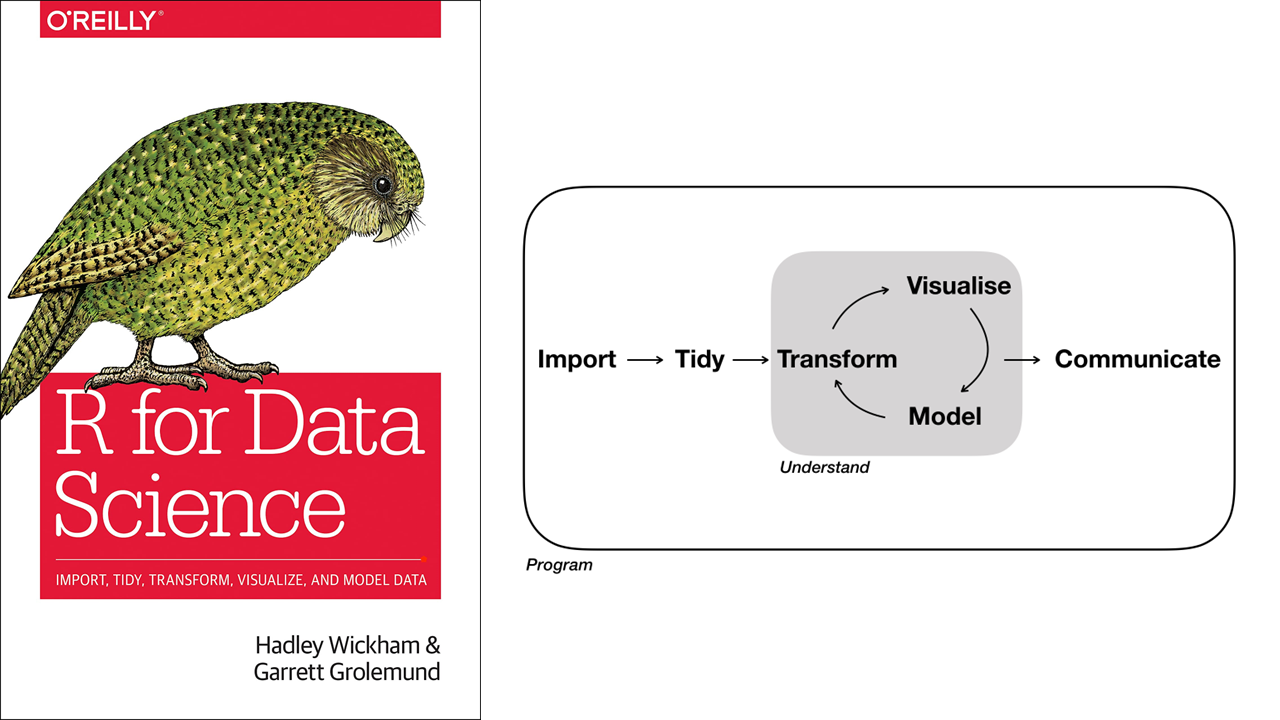 O'REILLY®
R for Data
Science
IMPORT, TIDY, TRANSFORM, VISUALIZE, AND MODEL DATA
Hadley Wickham &
Garrett Grolemund
Import
Tidy
Transform
Visualise
Model
Communicate
Understand
Program